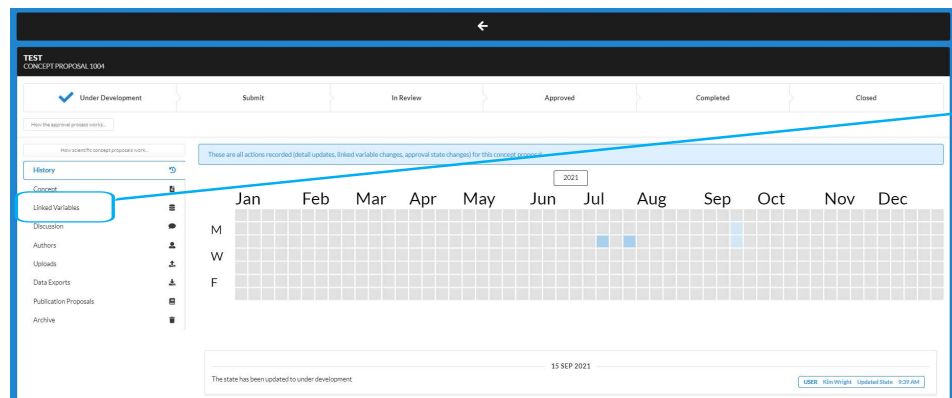 TEST
CONCEPT PROPOSAL 1004
Under Development Submit In Review Approved Completed Closed
How the approval process works...
How scientific concept proposals work...
These are all actions recorded (detail updates, linked variable changes, approval state changes) for this concept proposal
History
2021
Concept
Jan Feb Mar Apr May Jun Jul Aug Sep Oct Nov Dec
Linked Variables
Discussion
M
Authors
W
Uploads
Data Exports
F
Publication Proposals
Archive
15 SEP 2021
The state has been updated to under development
USER Kim Wright Updated State 9:39 AM